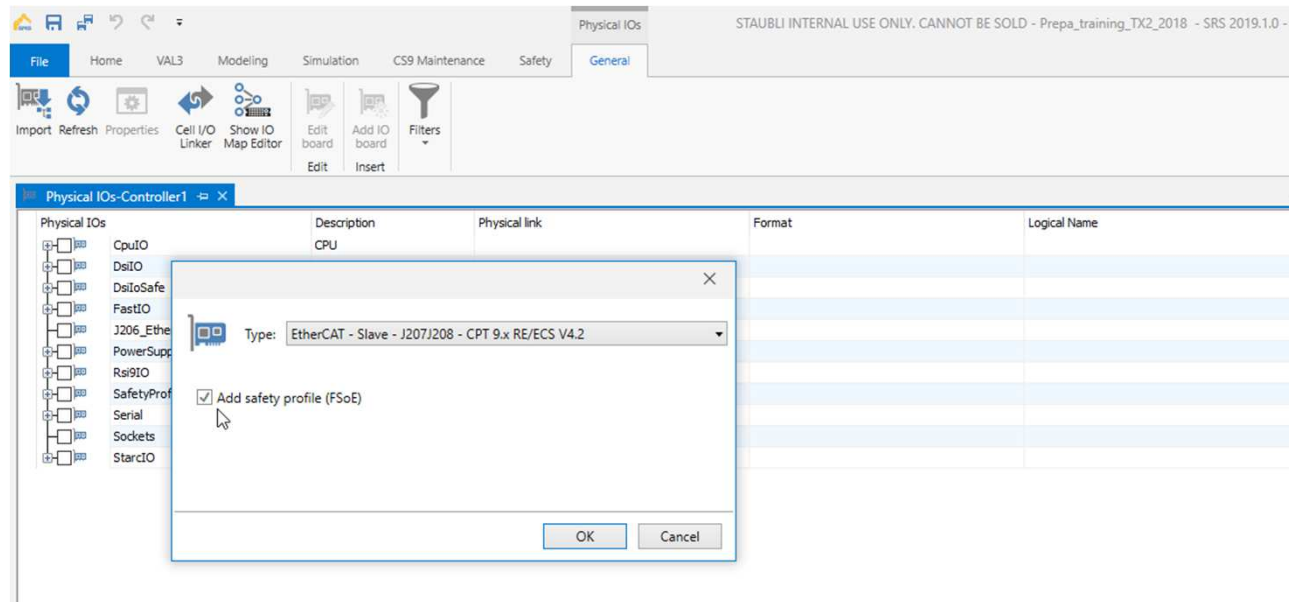 Physical IOs
STAUBLI INTERNAL USE ONLY. CANNOT BE SOLD - Prepa_training_TX2_2018 - SRS 2019.1.0 -
File Home VAL3 Modeling Simulation CS9 Maintenance Safety General
Import Refresh Properties Cell I/O Linker Show IO Map Editor Edit board Add IO board Filters
Edit Insert
Physical IOs-Controller1
Physical IOs Description Physical link Format Logical Name
CpuIO CPU
DsiIO
DsiIoSafe
FastIO
J206_Ethe
PowerSupp
Rsi9IO
SafetyProf
Serial
Sockets
StarcIO
Type: EtherCAT - Slave - J207J208 - CPT 9.x RE/ECS V4.2
Add safety profile (FSoE)
OK Cancel